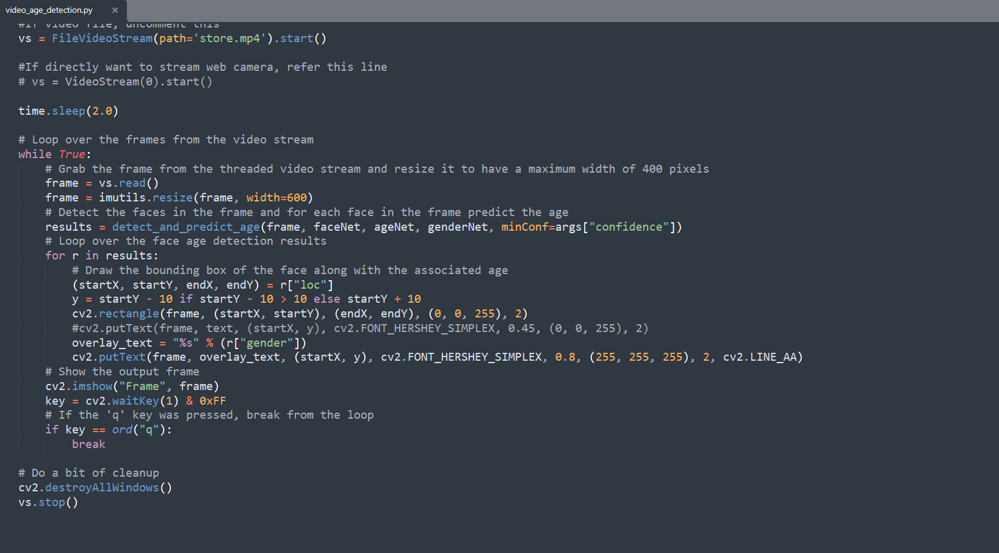 video_age_detection.py ×
#If video file, uncomment this
vs = FileVideoStream(path='store.mp4').start()
#If directly want to stream web camera, refer this line
# vs = VideoStream(0).start()
time.sleep(2.0)
# Loop over the frames from the video stream
while True:
    # Grab the frame from the threaded video stream and resize it to have a maximum width of 400 pixels
    frame = vs.read()
    frame = imutils.resize(frame, width=600)
    # Detect the faces in the frame and for each face in the frame predict the age
    results = detect_and_predict_age(frame, faceNet, ageNet, genderNet, minConf=args["confidence"])
    # Loop over the face age detection results
    for r in results:
        # Draw the bounding box of the face along with the associated age
        (startX, startY, endX, endY) = r["loc"]
        y = startY - 10 if startY - 10 > 10 else startY + 10
        cv2.rectangle(frame, (startX, startY), (endX, endY), (0, 0, 255), 2)
        #cv2.putText(frame, text, (startX, y), cv2.FONT_HERSHEY_SIMPLEX, 0.45, (0, 0, 255), 2)
        overlay_text = "%s" % (r["gender"])
        cv2.putText(frame, overlay_text, (startX, y), cv2.FONT_HERSHEY_SIMPLEX, 0.8, (255, 255, 255), 2, cv2.LINE_AA)
    # Show the output frame
    cv2.imshow("Frame", frame)
    key = cv2.waitKey(1) & 0xFF
    # If the 'q' key was pressed, break from the loop
    if key == ord("q"):
        break
# Do a bit of cleanup
cv2.destroyAllWindows()
vs.stop()